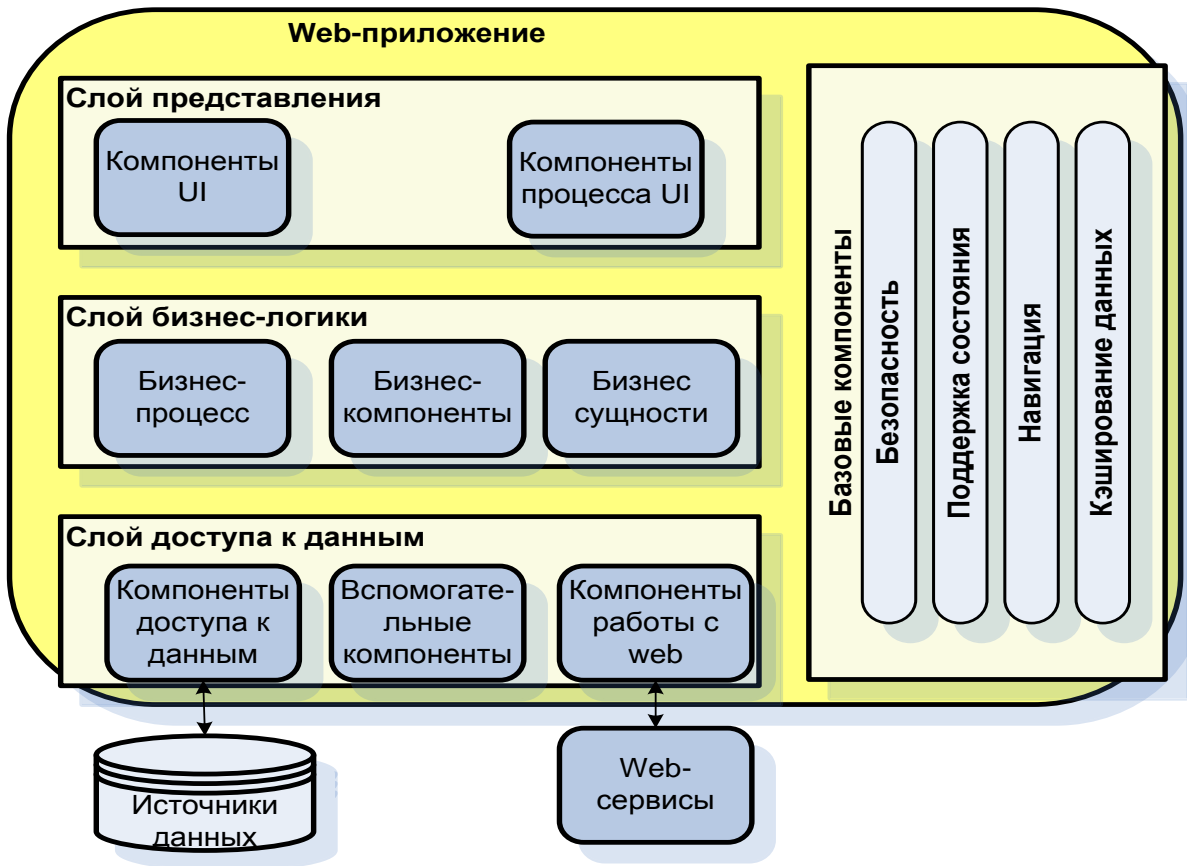 Web-приложение
Слой представления
Компоненты
UI
Компоненты
процесса UI
Слой бизнес-логики
Бизнес-
процесс
Бизнес-
компоненты
Бизнес
сущности
Слой доступа к данным
Компоненты
доступа к
данным
Вспомогате-
льные
компоненты
Компоненты
работы с
web
Источники
данных
Web-
сервисы
Базовые компоненты
Безопасность
Поддержка состояния
Навигация
Кэширование данных